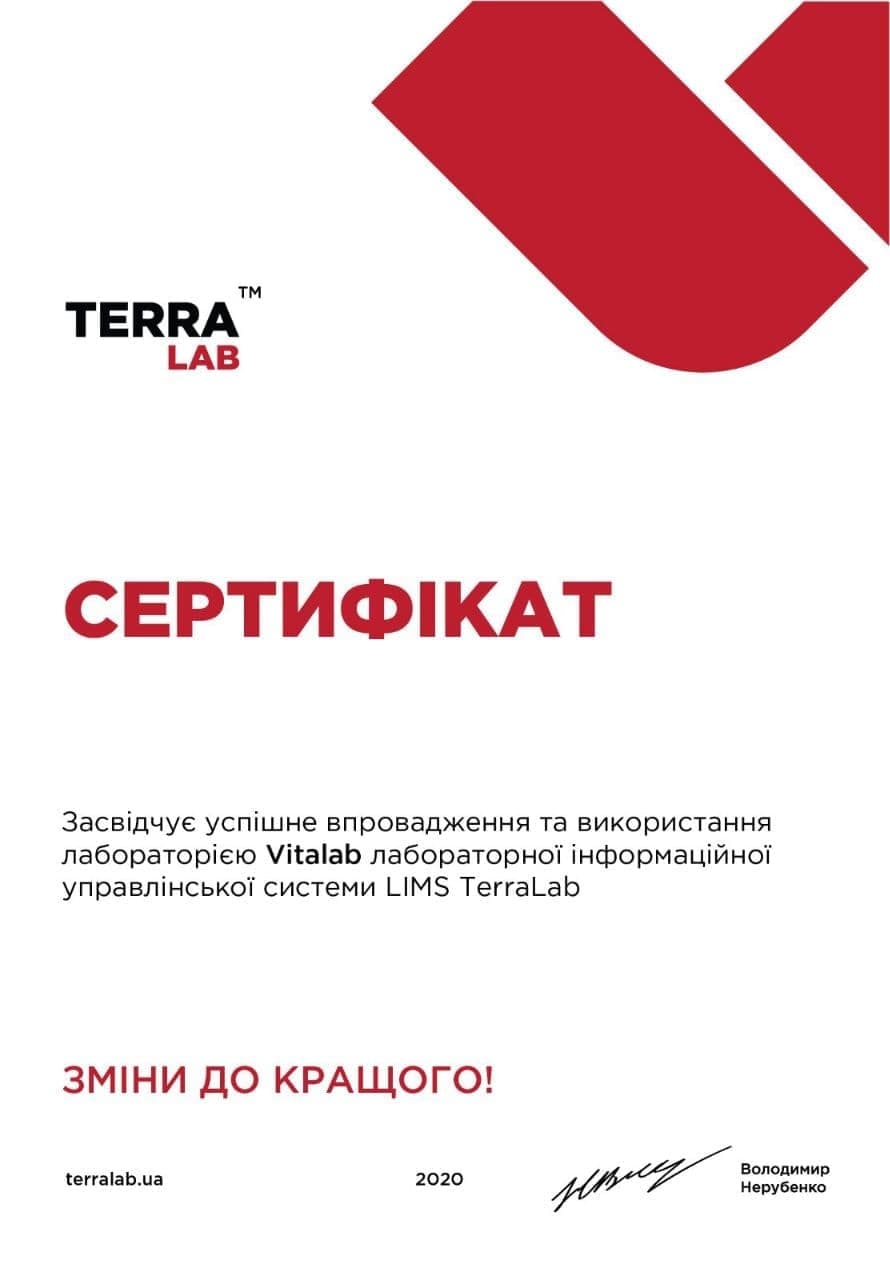 TERRA™
LAB
СЕРТИФІКАТ
Засвідчує успішне впровадження та використання
лабораторією Vitalab лабораторної інформаційної
управлінської системи LIMS TerraLab
ЗМІНИ ДО КРАЩОГО!
terralab.ua
2020
Володимир
Нерубенко